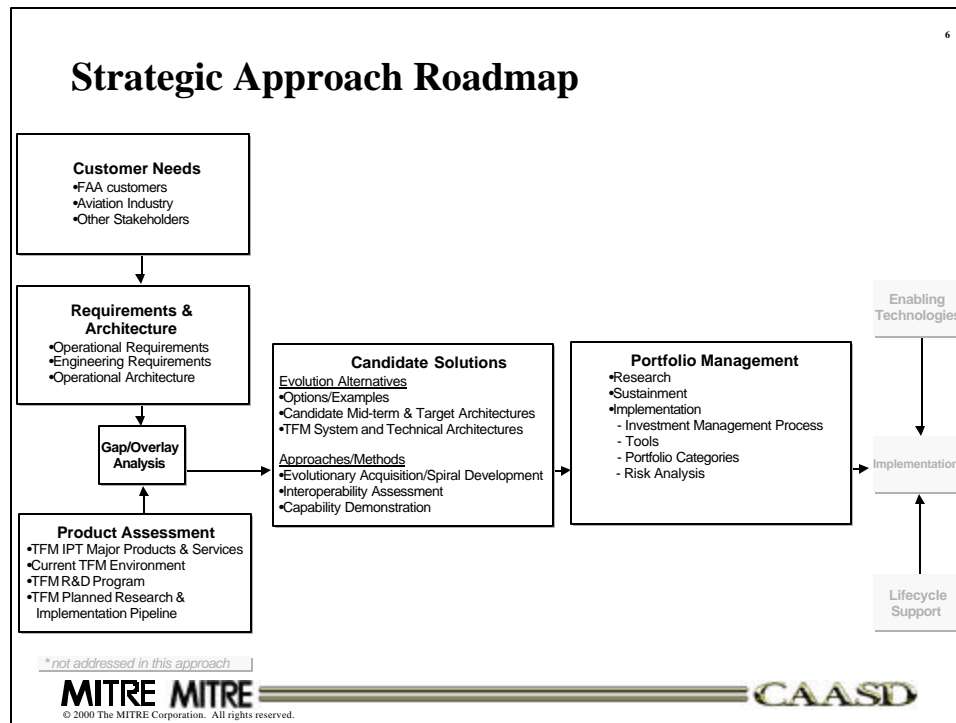 6
Strategic Approach Roadmap
Customer Needs
•FAA customers
•Aviation Industry
•Other Stakeholders
Requirements &
Architecture
•Operational Requirements
•Engineering Requirements
•Operational Architecture
Gap/Overlay
Analysis
Product Assessment
•TFM IPT Major Products & Services
•Current TFM Environment
•TFM R&D Program
•TFM Planned Research &
Implementation Pipeline
Candidate Solutions
Evolution Alternatives
•Options/Examples
•Candidate Mid-term & Target Architectures
•TFM System and Technical Architectures
Approaches/Methods
•Evolutionary Acquisition/Spiral Development
•Interoperability Assessment
•Capability Demonstration
Portfolio Management
•Research
•Sustainment
•Implementation
- Investment Management Process
- Tools
- Portfolio Categories
- Risk Analysis
Enabling
Technologies
Implementation
Lifecycle
Support
* not addressed in this approach
MITRE MITRE CAASD
© 2000 The MITRE Corporation. All rights reserved.